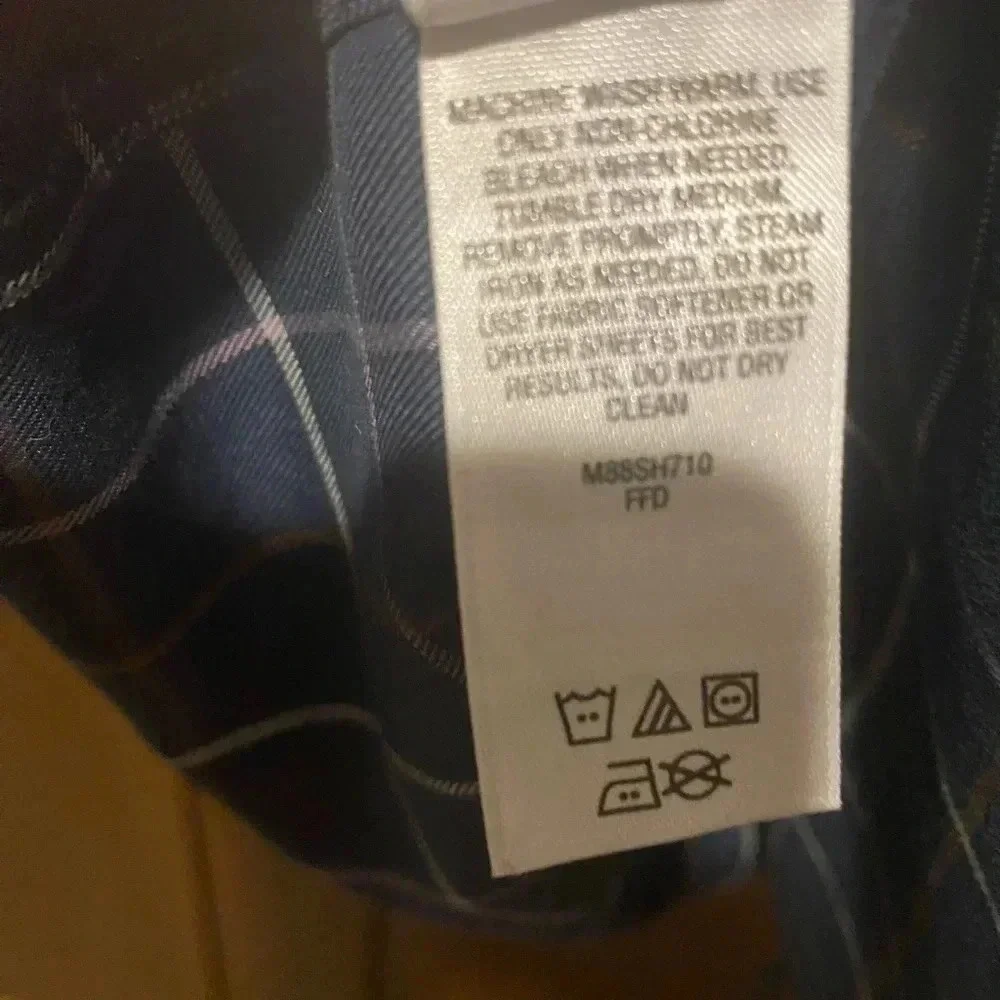 MACHINE WASH WARM, USE
ONLY NON-CHLORINE
BLEACH WHEN NEEDED.
TUMBLE DRY MEDIUM,
REMOVE PROMPTLY. STEAM
IRON AS NEEDED. DO NOT
USE FABRIC SOFTENER OR
DRYER SHEETS FOR BEST
RESULTS, DO NOT DRY
CLEAN
M88SH710
FFD